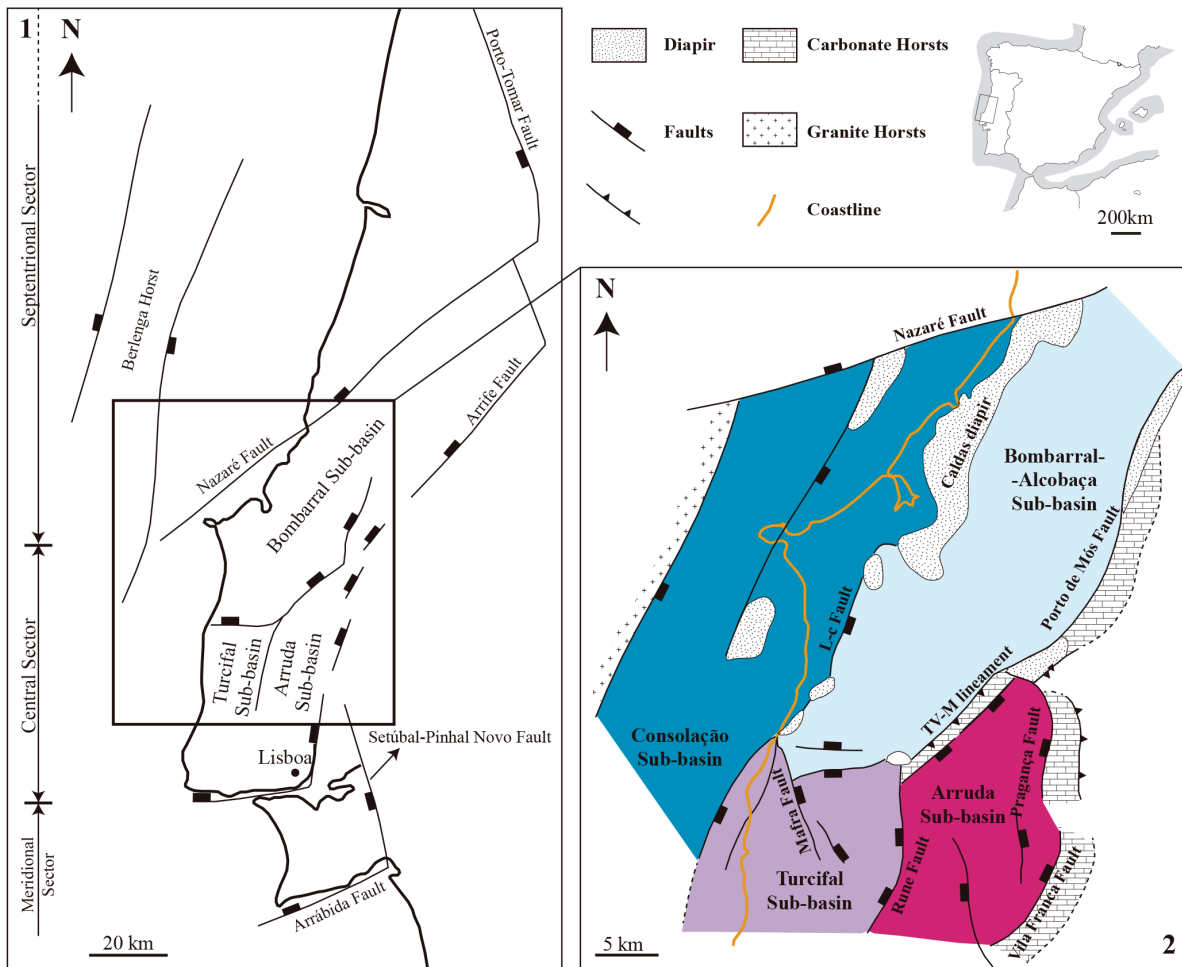 1
N
Septentrional Sector
Central Sector
Meridional
Sector
Porto-Tomar Fault
Berlenga Horst
Arrife Fault
Nazaré Fault
Bombarral Sub-basin
Turcifal
Sub-basin
Arruda
Sub-basin
Setúbal-Pinhal Novo Fault
Lisboa
Arrábida Fault
20 km
Diapir
Carbonate Horsts
Faults
Granite Horsts
Coastline
200km
N
Nazaré Fault
Caldas diapir
Bombarral-
-Alcobaça
Sub-basin
Porto de Mós Fault
L-c Fault
TV-M lineament
Consolação
Sub-basin
Mafra Fault
Arruda
Sub-basin
Pragança Fault
Turcifal
Sub-basin
Rune Fault
Vila Franca Fault
5 km
2